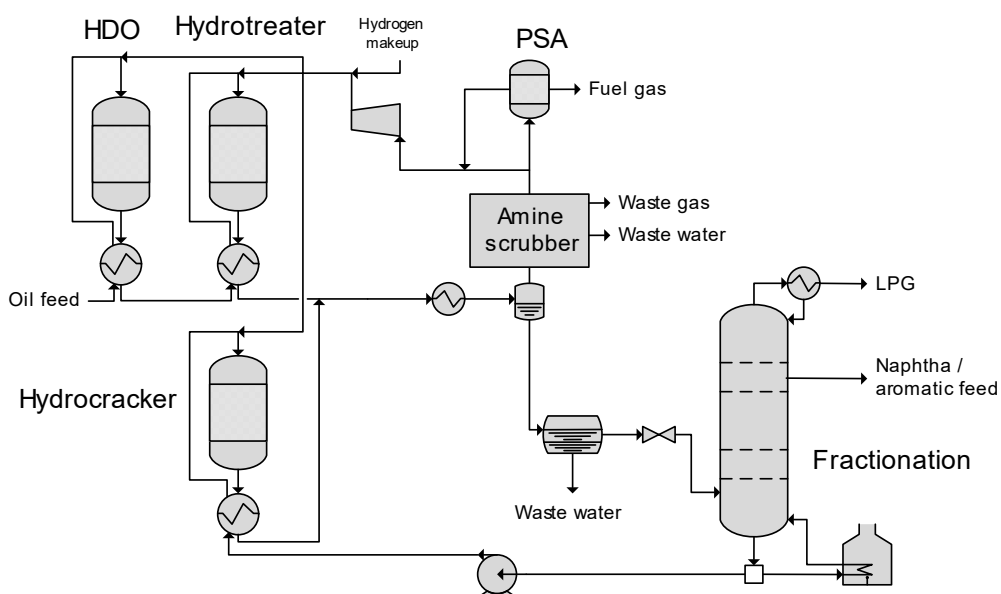 HDO
Hydrotreater
Hydrogen
makeup
PSA
Fuel gas
Amine
scrubber
Waste gas
Waste water
Oil feed
LPG
Naphtha /
aromatic feed
Hydrocracker
Fractionation
Waste water